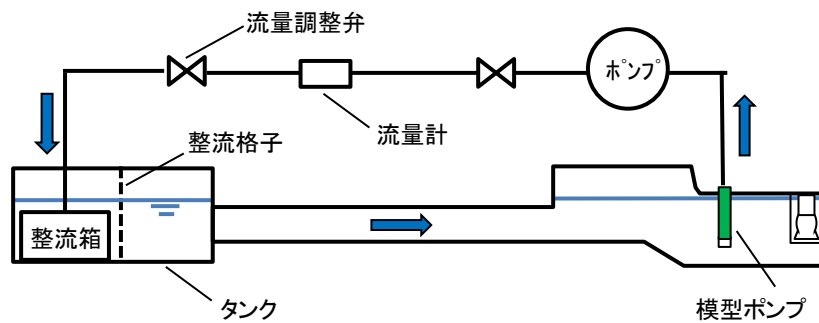 流量調整弁
ポンプ
流量計
整流格子
整流箱
タンク
模型ポンプ